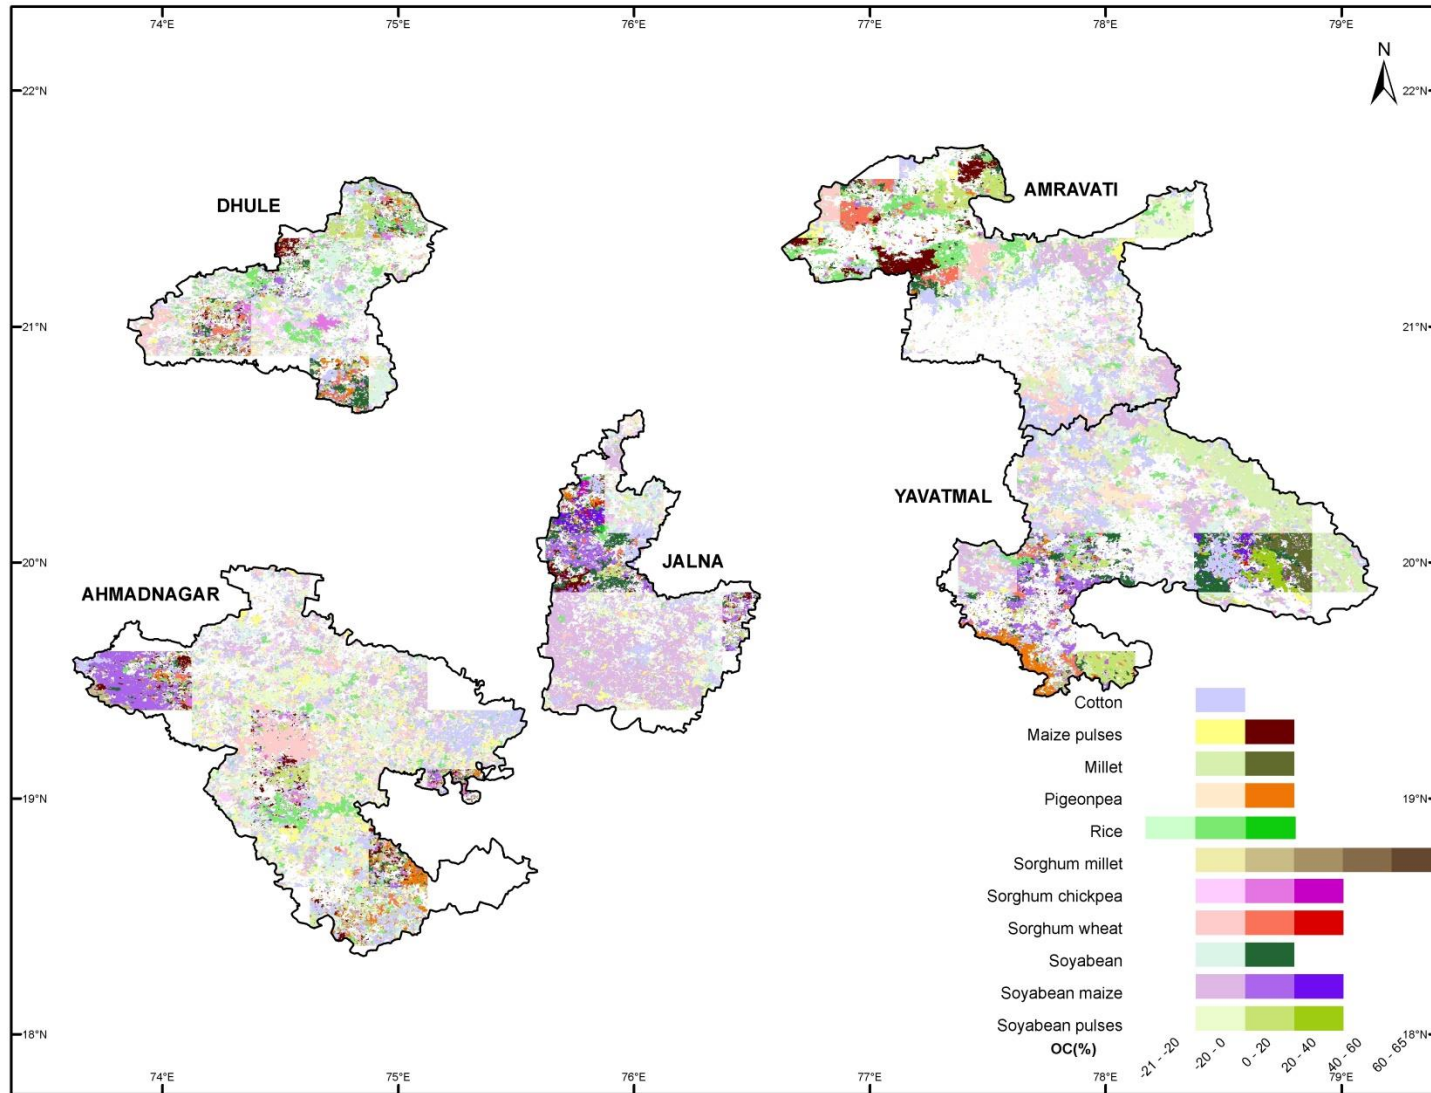 74°E 75°E 76°E 77°E 78°E 79°E
N
22°N 22°N
DHULE
AMRAVATI
21°N 21°N
YAVATMAL
20°N 20°N
JALNA
AHMADNAGAR
Cotton
Maize pulses
Millet
Pigeonpea
19°N 19°N
Rice
Sorghum millet
Sorghum chickpea
Sorghum wheat
Soyabean
Soyabean maize
Soyabean pulses
18°N 18°N
OC(%) -21 - -20 -20 - 0 0 - 20 20 - 40 40 - 60 60 - 65
74°E 75°E 76°E 77°E 78°E 79°E